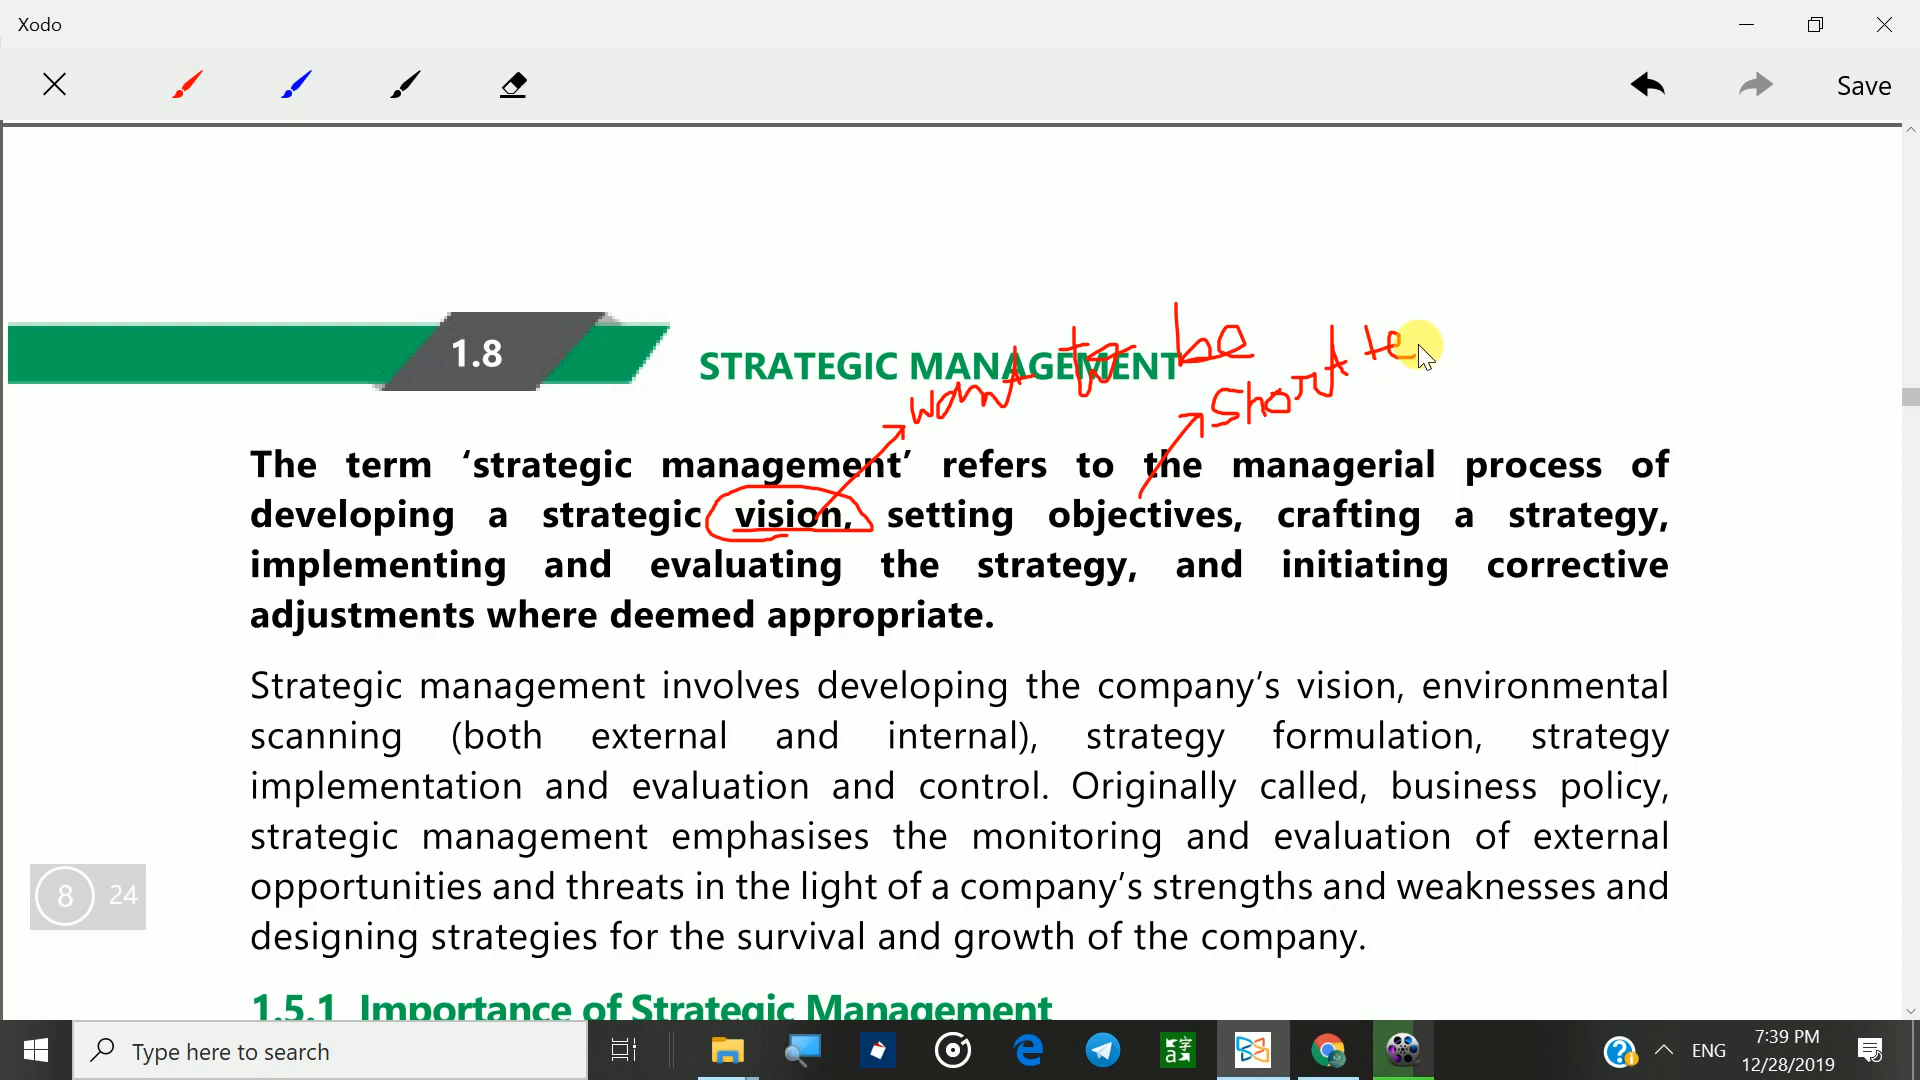 Xodo
Save
1.8
STRATEGIC MANAGEMENT
want to be
short te
The term ‘strategic management’ refers to the managerial process of
developing a strategic vision, setting objectives, crafting a strategy,
implementing and evaluating the strategy, and initiating corrective
adjustments where deemed appropriate.
Strategic management involves developing the company’s vision, environmental
scanning (both external and internal), strategy formulation, strategy
implementation and evaluation and control. Originally called, business policy,
strategic management emphasises the monitoring and evaluation of external
opportunities and threats in the light of a company’s strengths and weaknesses and
designing strategies for the survival and growth of the company.
8 24
1.5.1 Importance of Strategic Management
Type here to search
ENG
7:39 PM
12/28/2019